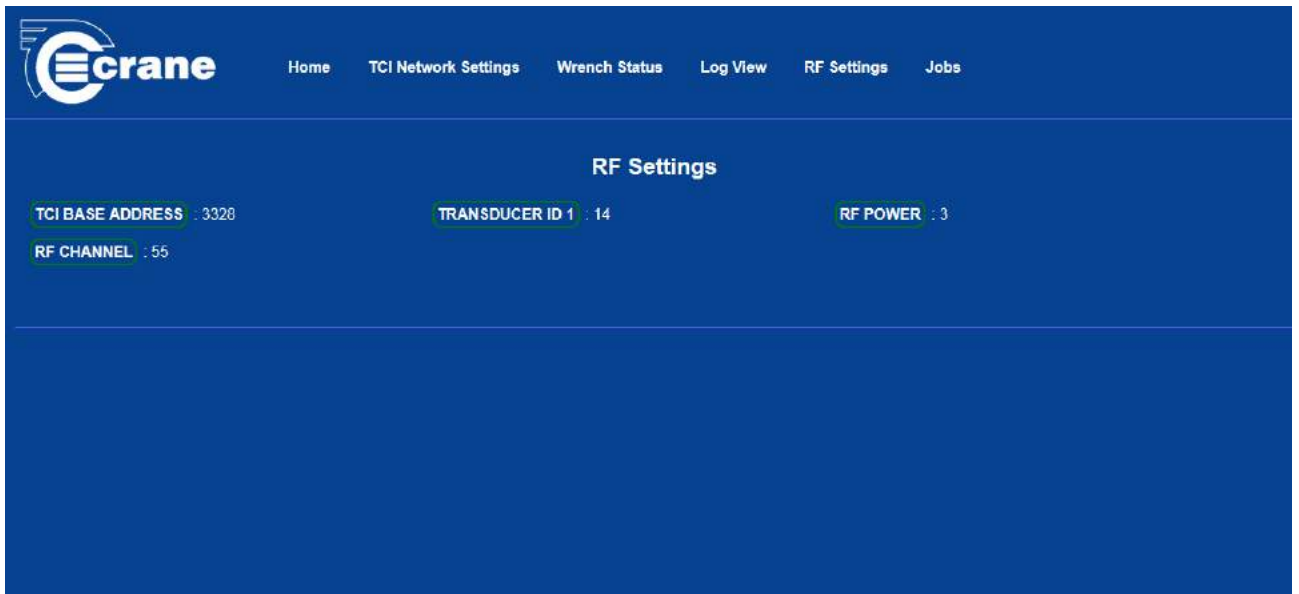 crane
Home TCI Network Settings Wrench Status Log View RF Settings Jobs
RF Settings
TCI BASE ADDRESS : 3328 TRANSDUCER ID 1 : 14 RF POWER : 3
RF CHANNEL : 55